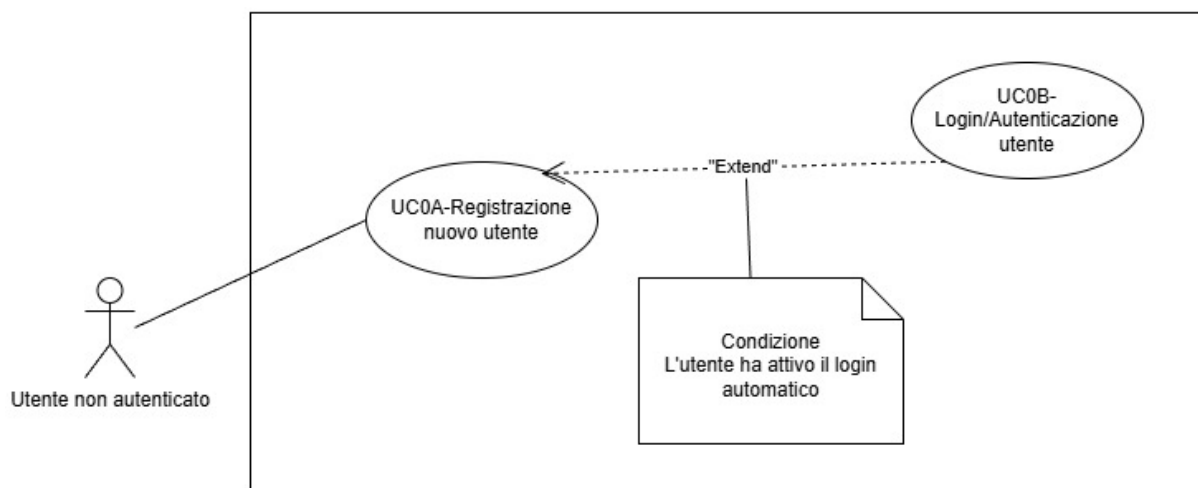 UC0B-
Login/Autenticazione
utente
"Extend"
UC0A-Registrazione
nuovo utente
Condizione
L'utente ha attivo il login
automatico
Utente non autenticato